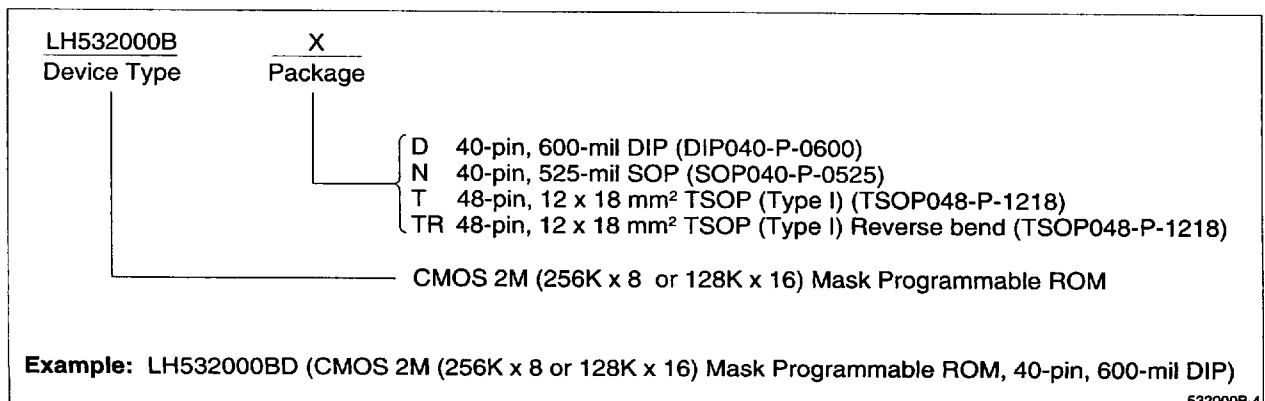 LH532000B X
Device Type Package
D 40-pin, 600-mil DIP (DIP040-P-0600)
N 40-pin, 525-mil SOP (SOP040-P-0525)
T 48-pin, 12 x 18 mm² TSOP (Type I) (TSOP048-P-1218)
TR 48-pin, 12 x 18 mm² TSOP (Type I) Reverse bend (TSOP048-P-1218)
CMOS 2M (256K x 8 or 128K x 16) Mask Programmable ROM
Example: LH532000BD (CMOS 2M (256K x 8 or 128K x 16) Mask Programmable ROM, 40-pin, 600-mil DIP)
532000B-4